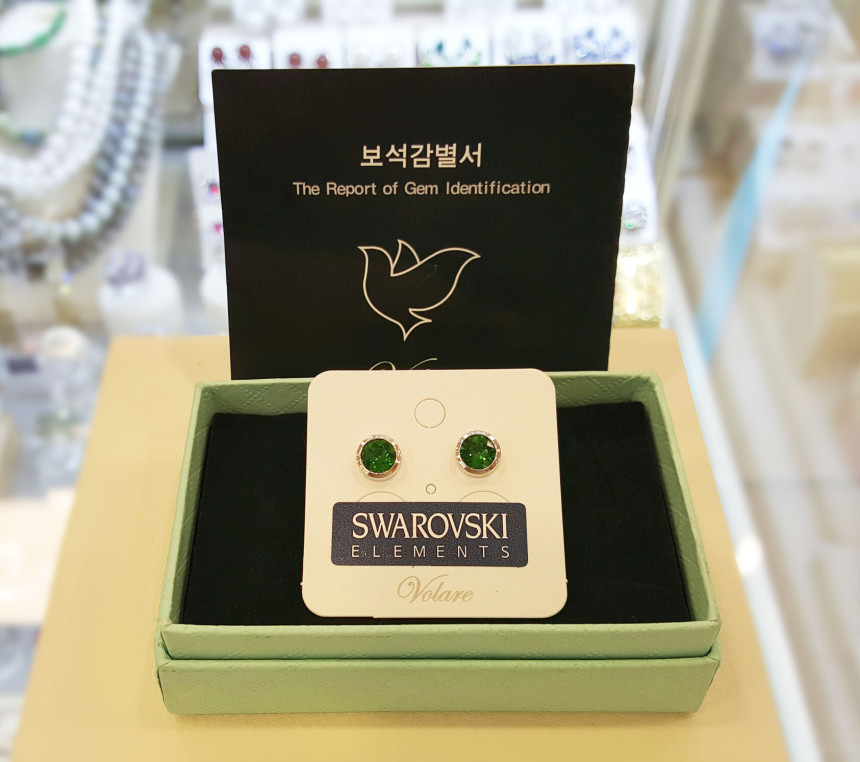 보석감별서
The Report of Gem Identification
SWAROVSKI
ELEMENTS
Volare